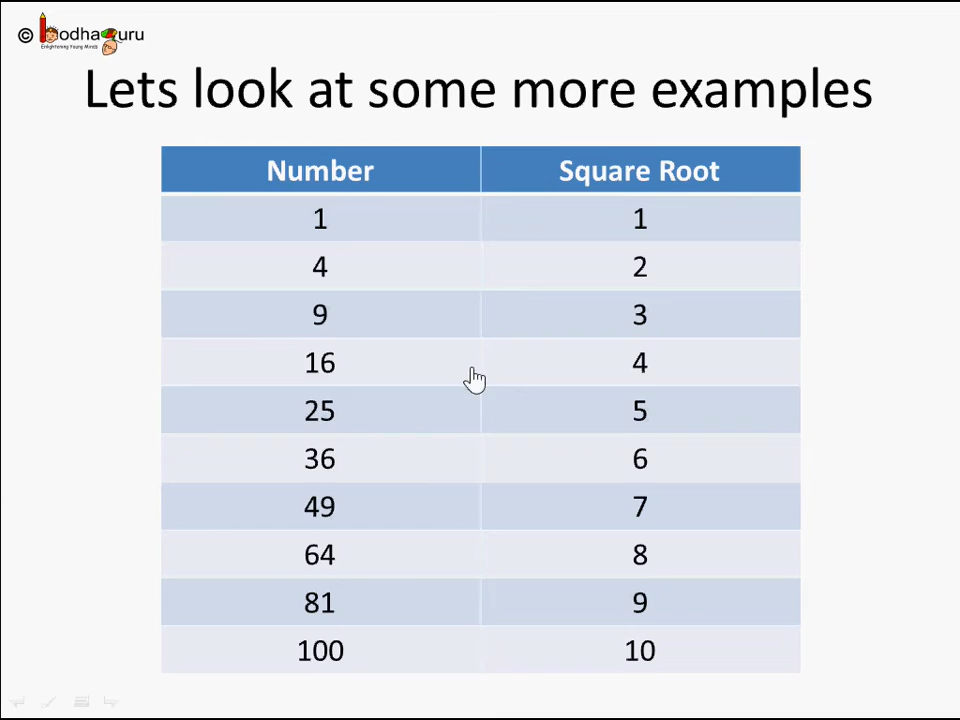 © bodhaguru
Enlightening Young Minds
Lets look at some more examples
Number Square Root
1 1
4 2
9 3
16 4
25 5
36 6
49 7
64 8
81 9
100 10